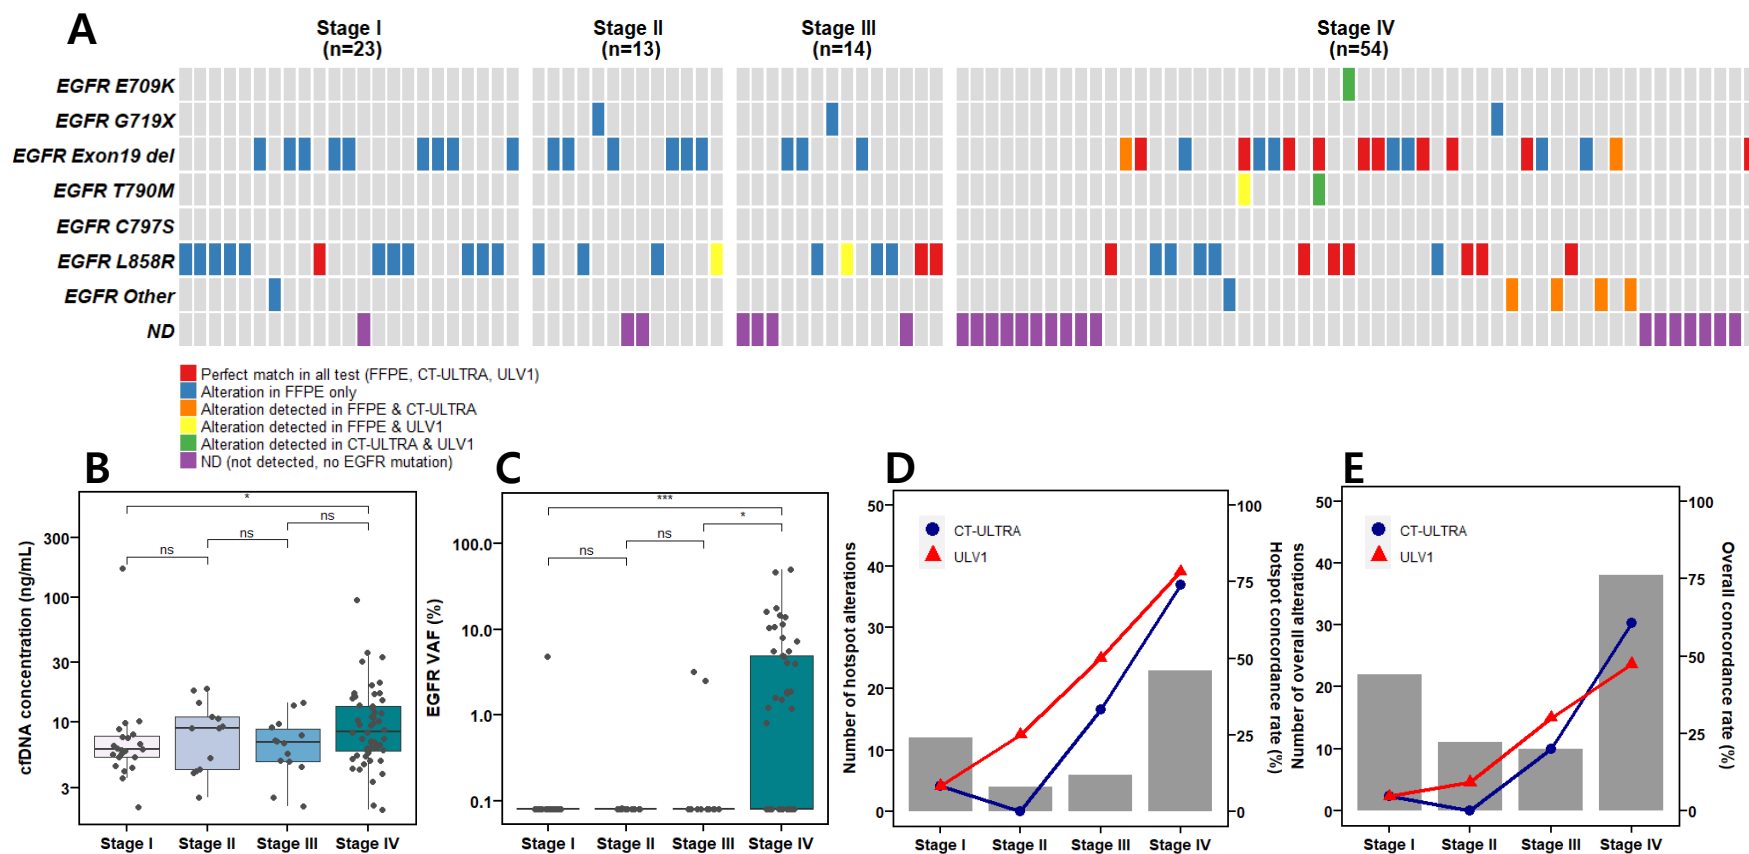 A
Stage I
(n=23)
Stage II
(n=13)
Stage III
(n=14)
Stage IV
(n=54)
EGFR E709K
EGFR G719X
EGFR Exon19 del
EGFR T790M
EGFR C797S
EGFR L858R
EGFR Other
ND
Perfect match in all test (FFPE, CT-ULTRA, ULV1)
Alteration in FFPE only
Alteration detected in FFPE & CT-ULTRA
Alteration detected in FFPE & ULV1
Alteration detected in CT-ULTRA & ULV1
ND (not detected, no EGFR mutation)
B
cfDNA concentration (ng/mL)
300
100
30
10
3
*
ns
ns
ns
Stage I
Stage II
Stage III
Stage IV
C
EGFR VAF (%)
100.0
10.0
1.0
0.1
***
*
ns
ns
Stage I
Stage II
Stage III
Stage IV
D
Number of hotspot alterations
50
40
30
20
10
0
CT-ULTRA
ULV1
100
75
50
25
0
Hotspot concordance rate (%)
Stage I
Stage II
Stage III
Stage IV
E
Number of overall alterations
50
40
30
20
10
0
CT-ULTRA
ULV1
100
75
50
25
0
Overall concordance rate (%)
Stage I
Stage II
Stage III
Stage IV